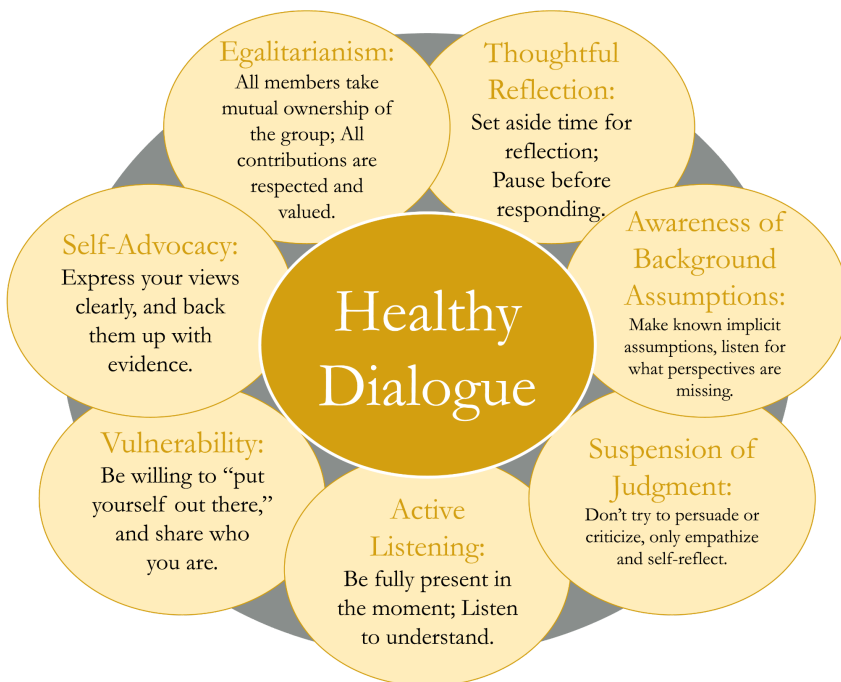 Egalitarianism:
All members take
mutual ownership of
the group; All
contributions are
respected and
valued.
Thoughtful
Reflection:
Set aside time for
reflection;
Pause before
responding.
Awareness of
Background
Assumptions:
Make known implicit
assumptions, listen for
what perspectives are
missing.
Suspension of
Judgment:
Don’t try to persuade or
criticize, only empathize
and self-reflect.
Active
Listening:
Be fully present in
the moment; Listen
to understand.
Vulnerability:
Be willing to “put
yourself out there,”
and share who
you are.
Self-Advocacy:
Express your views
clearly, and back
them up with
evidence.
Healthy
Dialogue